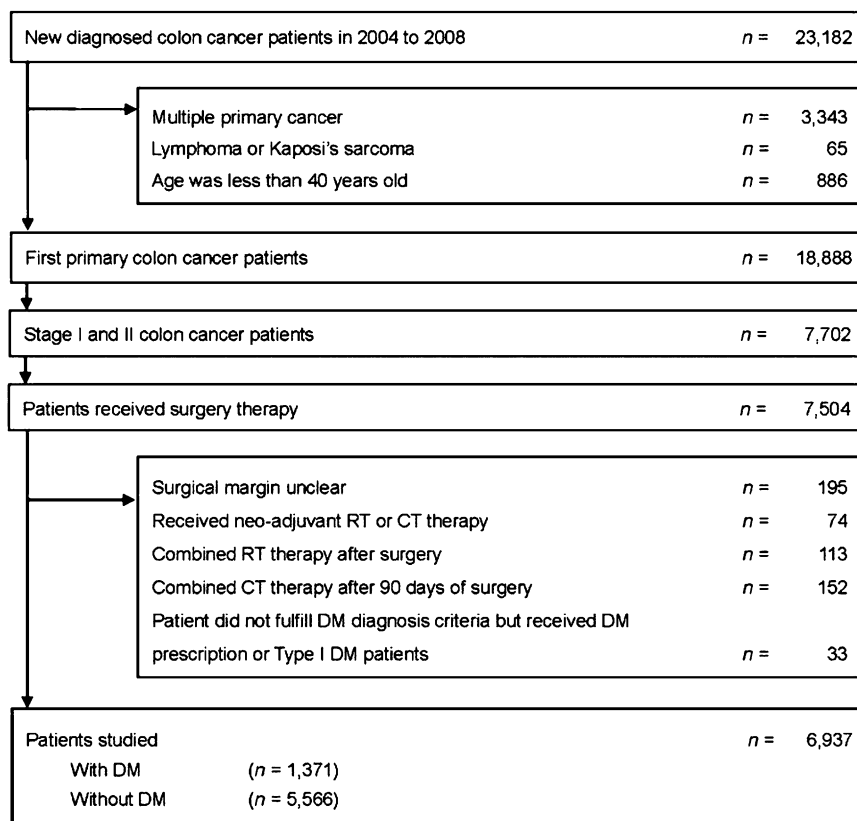 New diagnosed colon cancer patients in 2004 to 2008 n = 23,182
Multiple primary cancer n = 3,343
Lymphoma or Kaposi's sarcoma n = 65
Age was less than 40 years old n = 886
First primary colon cancer patients n = 18,888
Stage I and II colon cancer patients n = 7,702
Patients received surgery therapy n = 7,504
Surgical margin unclear n = 195
Received neo-adjuvant RT or CT therapy n = 74
Combined RT therapy after surgery n = 113
Combined CT therapy after 90 days of surgery n = 152
Patient did not fulfill DM diagnosis criteria but received DM
prescription or Type I DM patients n = 33
Patients studied n = 6,937
With DM (n = 1,371)
Without DM (n = 5,566)